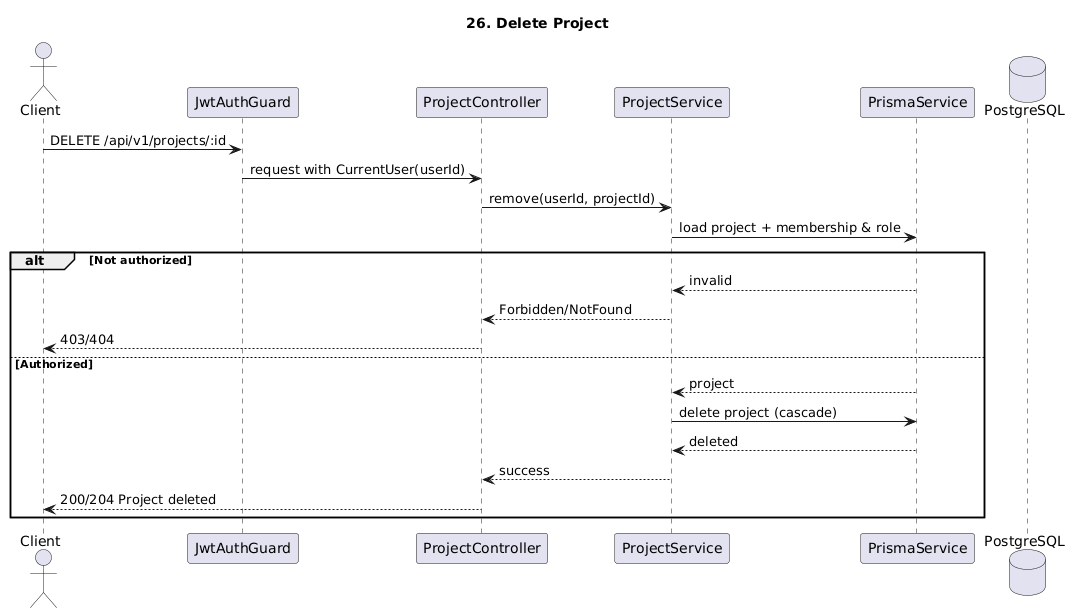 26. Delete Project
Client
JwtAuthGuard
ProjectController
ProjectService
PrismaService
PostgreSQL
DELETE /api/v1/projects/:id
request with CurrentUser(userId)
remove(userId, projectId)
load project + membership & role
alt [Not authorized]
invalid
Forbidden/NotFound
403/404
[Authorized]
project
delete project (cascade)
deleted
success
200/204 Project deleted
Client
JwtAuthGuard
ProjectController
ProjectService
PrismaService
PostgreSQL